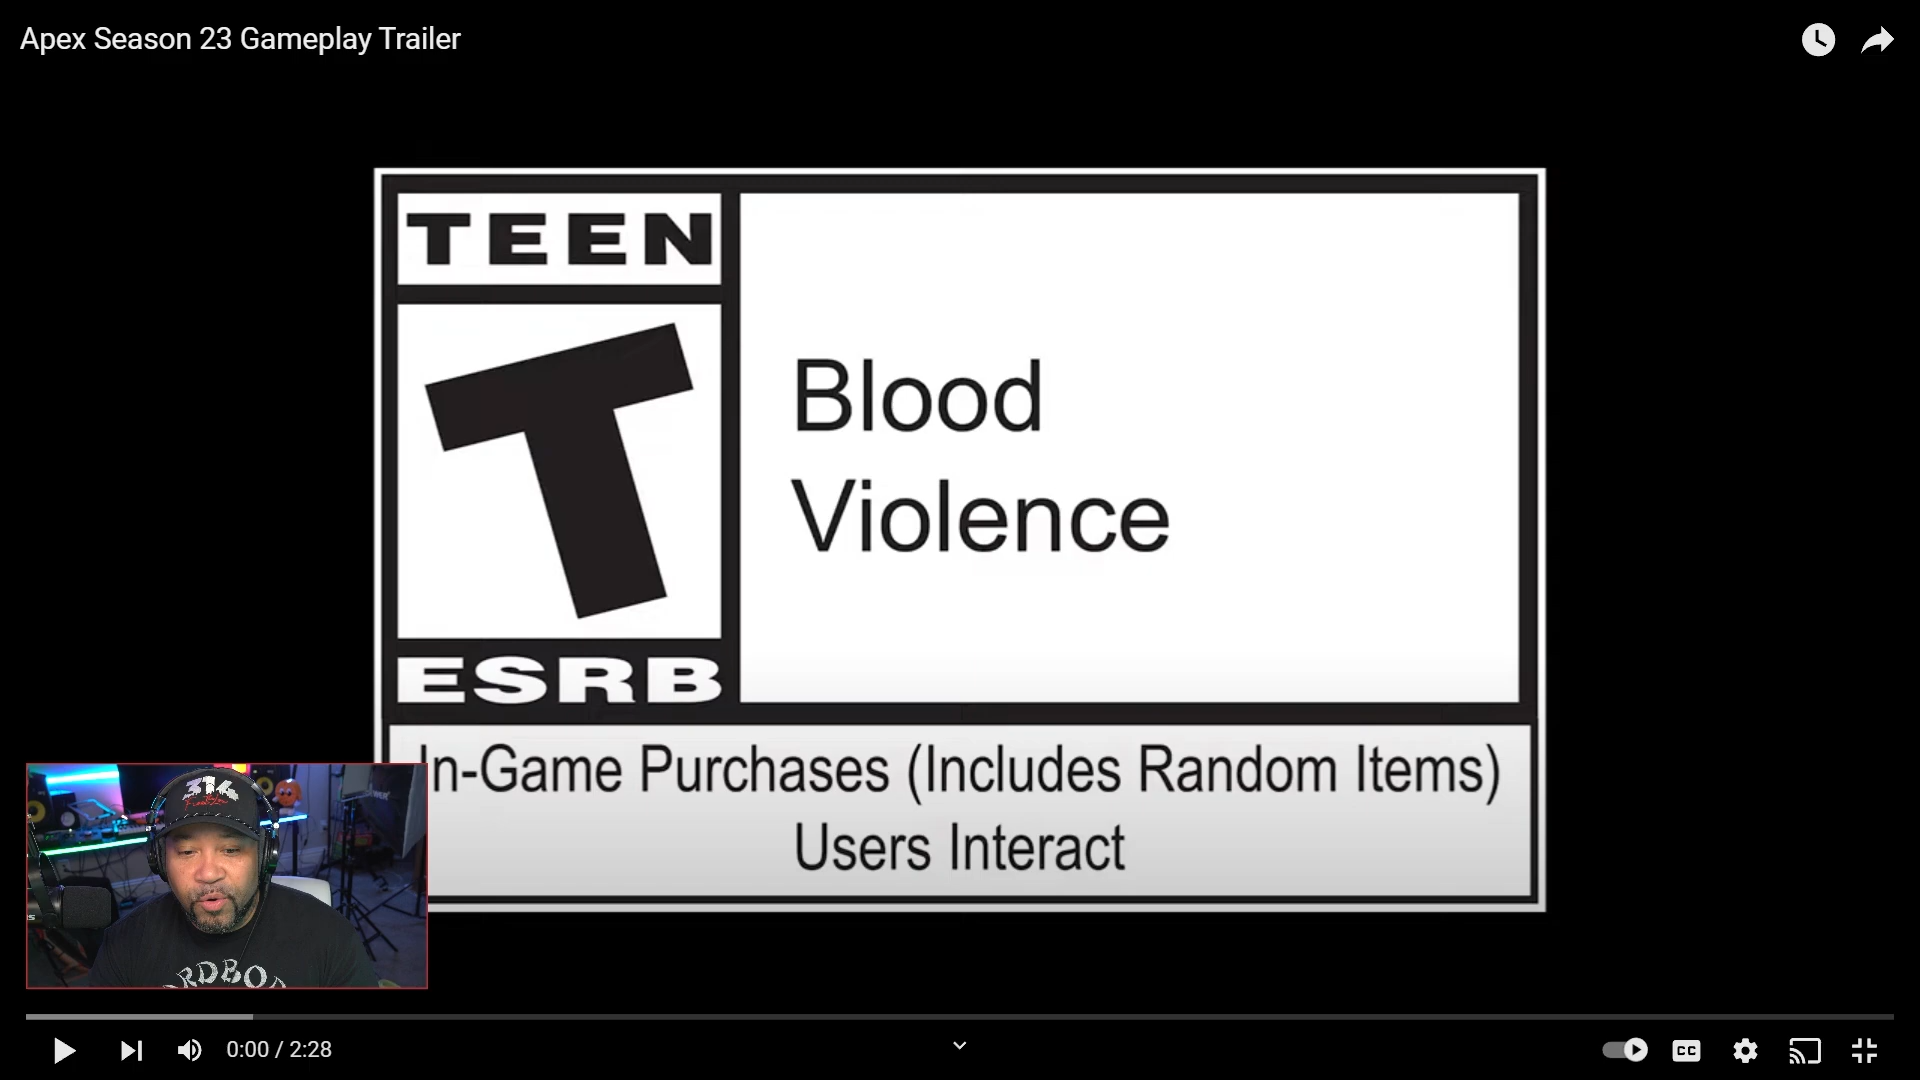 Apex Season 23 Gameplay Trailer
TEEN
T
Blood
Violence
ESRB
In-Game Purchases (Includes Random Items)
Users Interact
314
0:00 / 2:28
CC